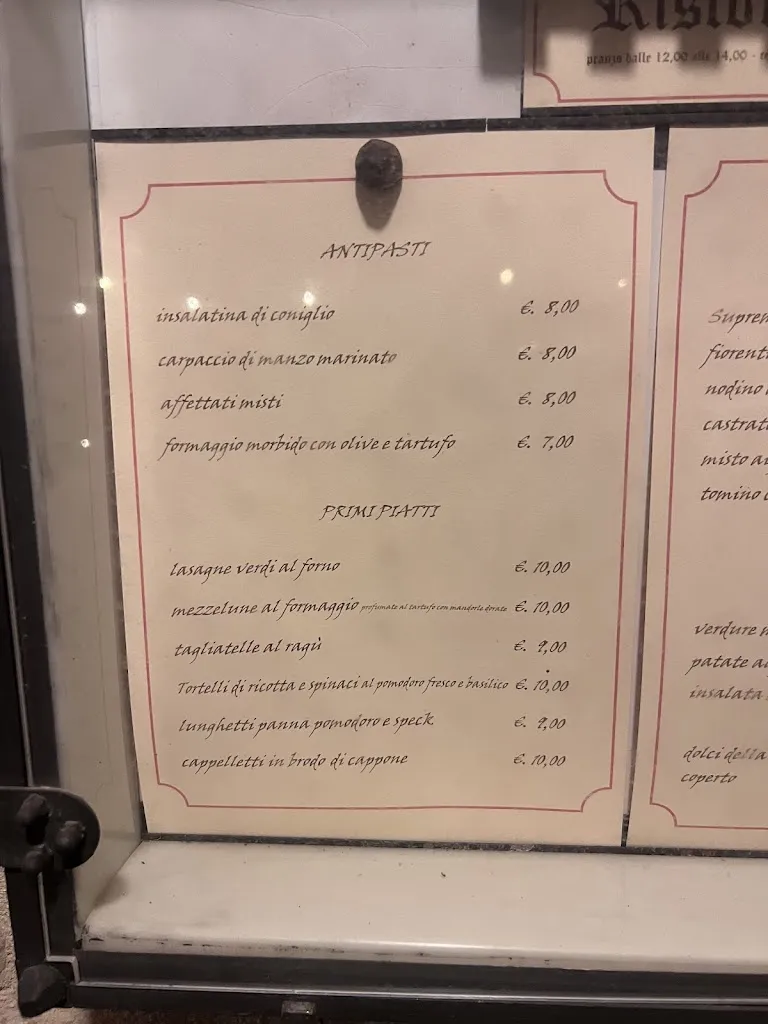 pranzo dalle 12,00 alle 14,00 -
ANTIPASTI
insalatina di coniglio €. 8,00
carpaccio di manzo marinato €. 8,00
affettati misti €. 8,00
formaggio morbido con olive e tartufo €. 7,00
PRIMI PIATTI
lasagne verdi al forno €. 10,00
mezzelune al formaggio profumate al tartufo con mandorle dorate €. 10,00
tagliatelle al ragù €. 9,00
Tortelli di ricotta e spinaci al pomodoro fresco e basilico €. 10,00
lunghetti panna pomodoro e speck €. 9,00
cappelletti in brodo di cappone €. 10,00
Suprem
fiorenti
nodino
castrat
misto a
tomino
verdure
patate a
insalata
dolci della
coperto